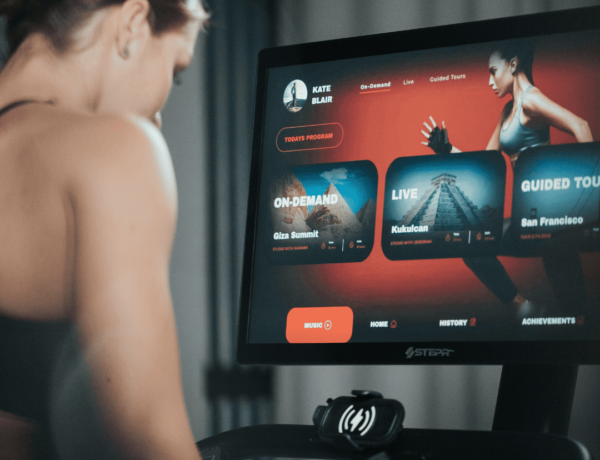 KATE
BLAIR
On-Demand Live Guided Tours
TODAYS PROGRAM
ON-DEMAND
Giza Summit
LIVE
Kukulcan
GUIDED TOU
San Francisco
MUSIC
HOME
HISTORY
ACHIEVEMENTS
STEPR